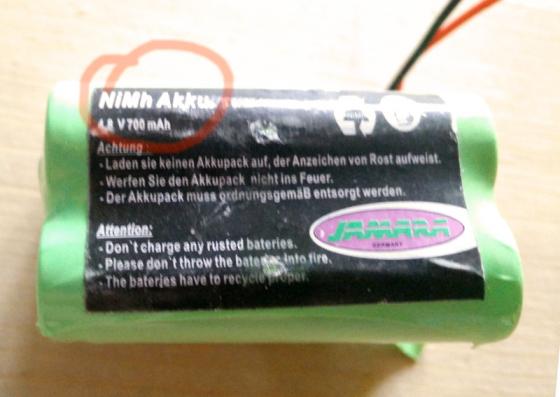 NiMh Akku
4.8 V 700 mAh
Achtung:
- Laden sie keinen Akkupack auf, der Anzeichen von Rost aufweist.
- Werfen Sie den Akkupack nicht ins Feuer.
- Der Akkupack muss ordnungsgemäß entsorgt werden.
Attention:
- Don`t charge any rusted bateries.
- Please don`t throw the bateries into fire.
- The bateries have to recycle proper.
JAMARA
GERMANY